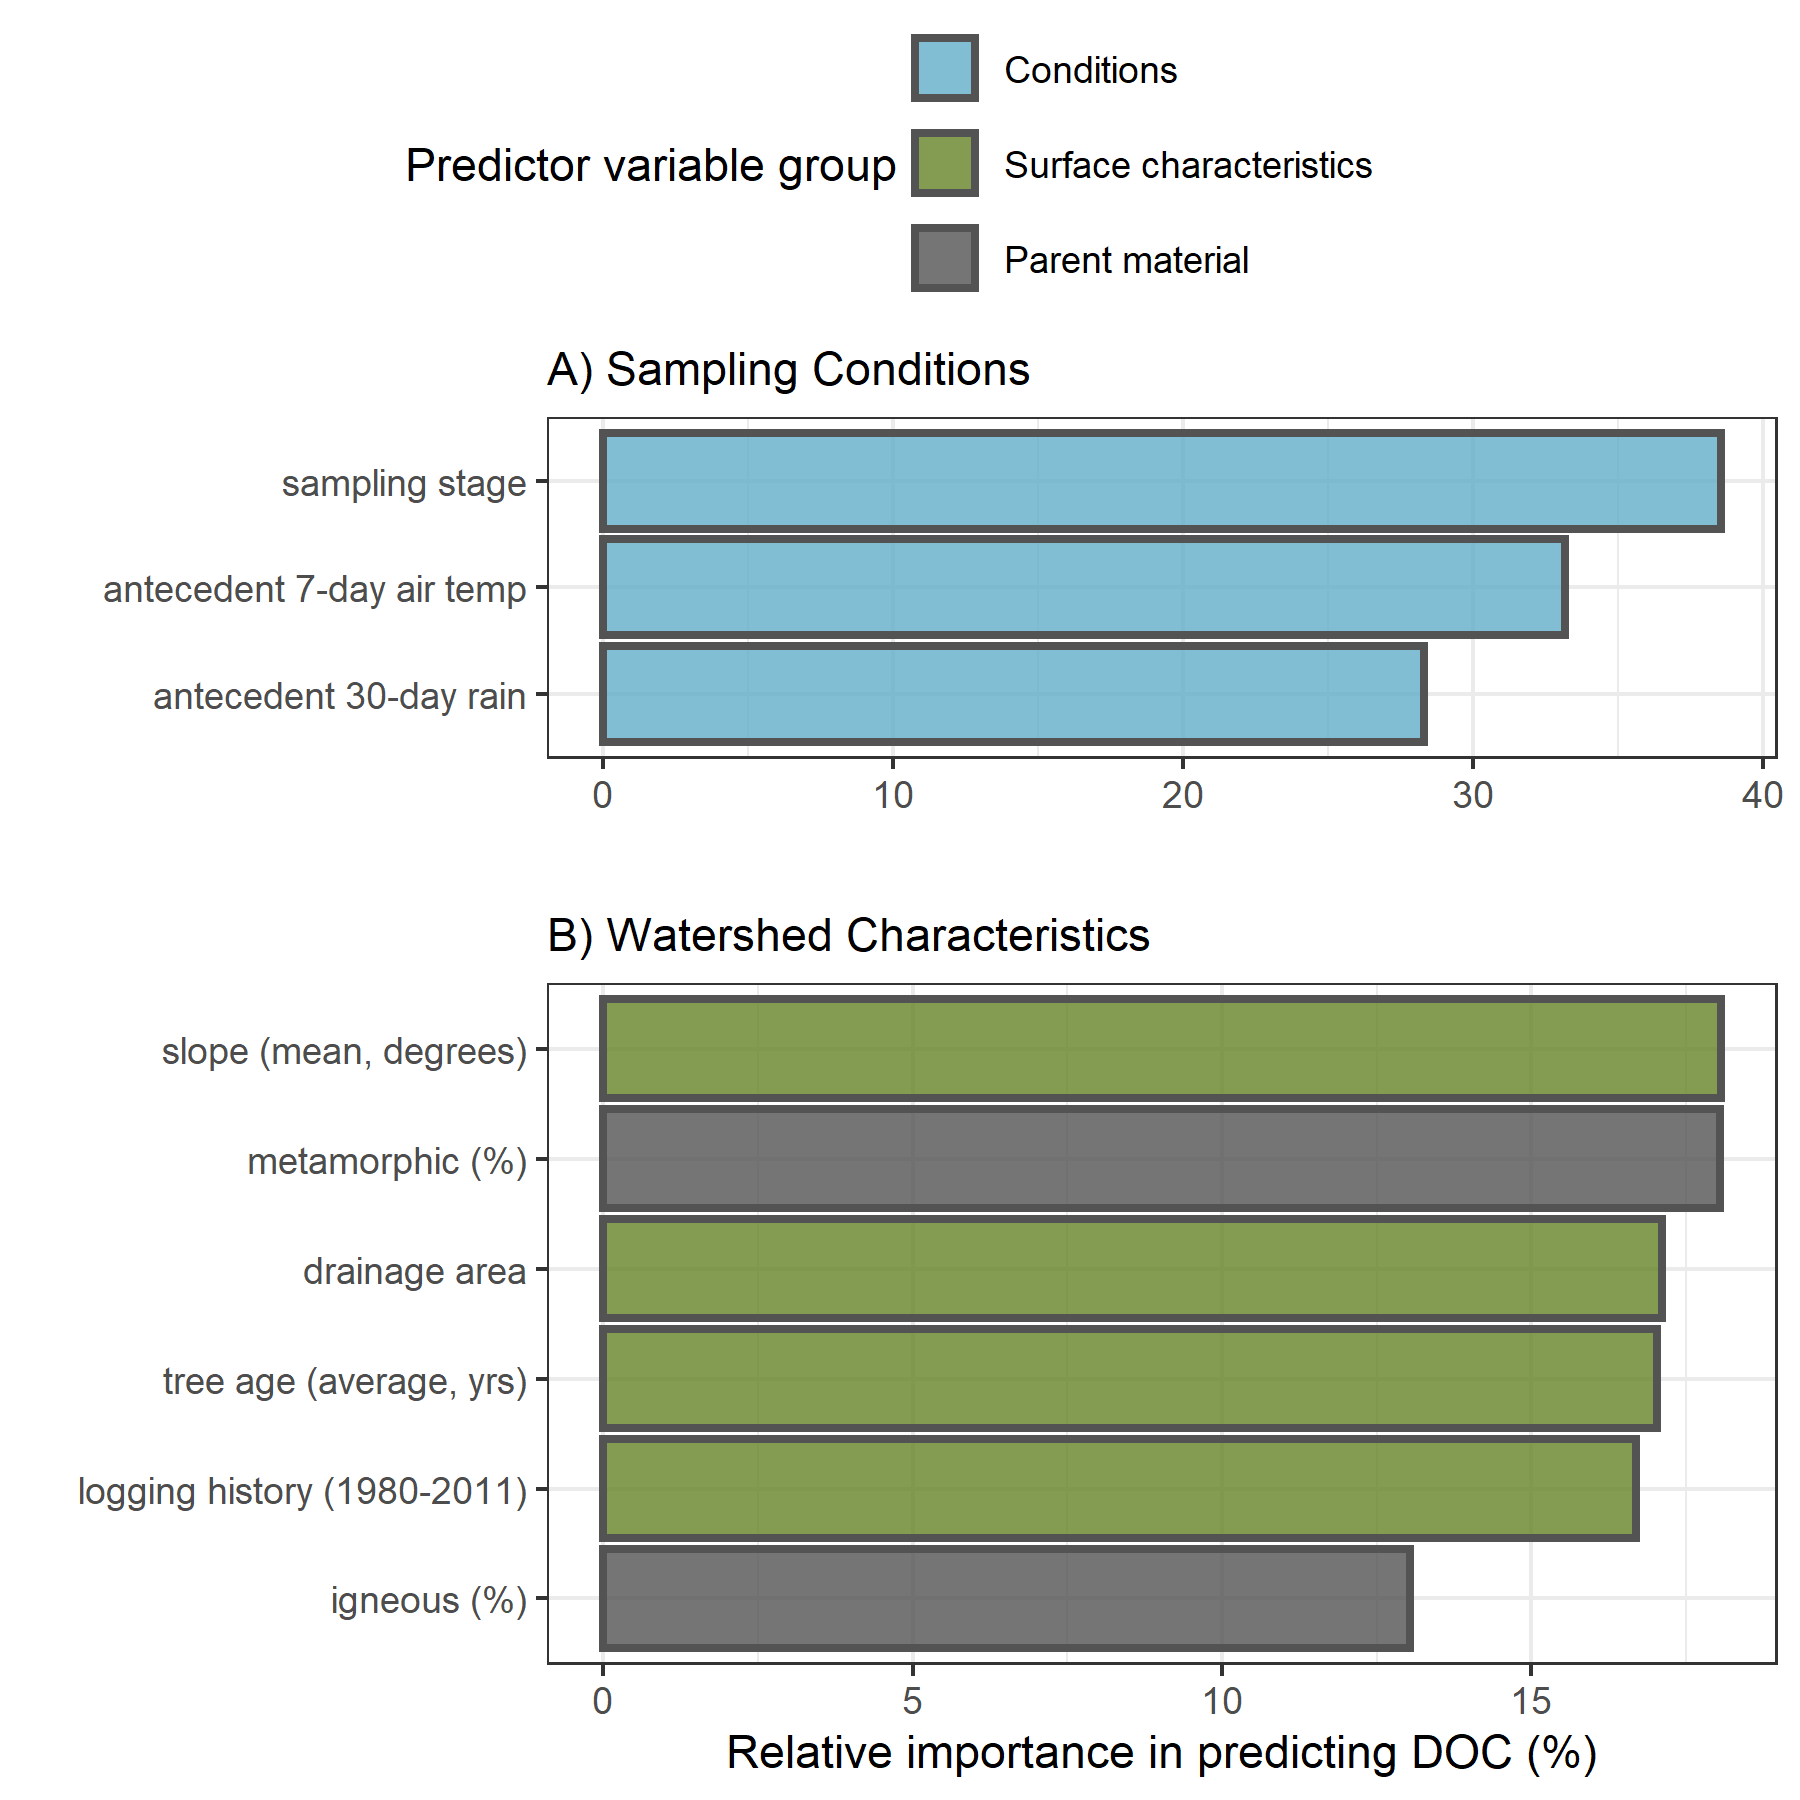 Conditions
Predictor variable group
Surface characteristics
Parent material
A) Sampling Conditions
sampling stage
antecedent 7-day air temp
antecedent 30-day rain
0 10 20 30 40
B) Watershed Characteristics
slope (mean, degrees)
metamorphic (%)
drainage area
tree age (average, yrs)
logging history (1980-2011)
igneous (%)
0 5 10 15
Relative importance in predicting DOC (%)